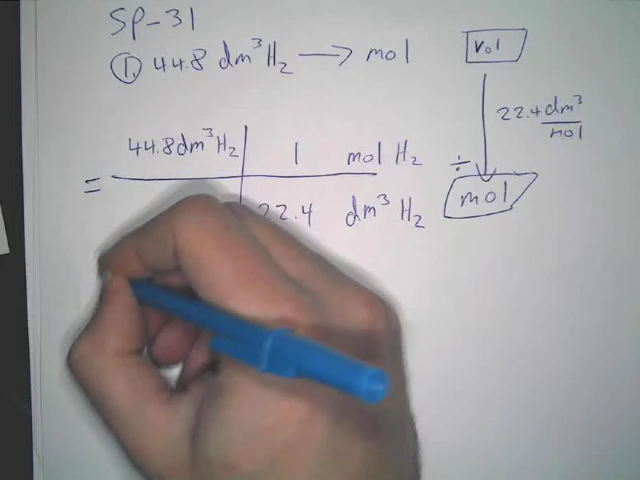 SP-31
1. 44.8 dm³ H₂ → mol
vol
22.4 dm³/mol
÷
mol
= 44.8 dm³ H₂ | 1 mol H₂
22.4 dm³ H₂